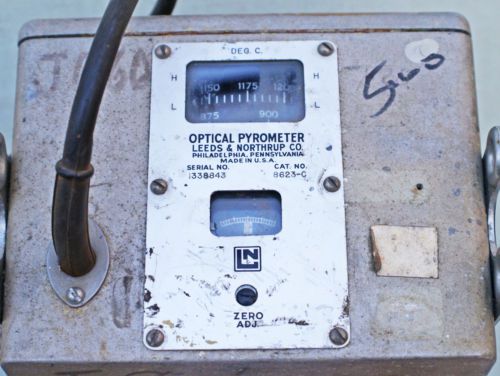 DEG. C.
H H
1150 1175 120
L L
875 900
OPTICAL PYROMETER
LEEDS & NORTHRUP CO.
PHILADELPHIA, PENNSYLVANIA
MADE IN U.S.A.
SERIAL NO. CAT. NO.
1338843 8623-C
LN
ZERO
ADJ.